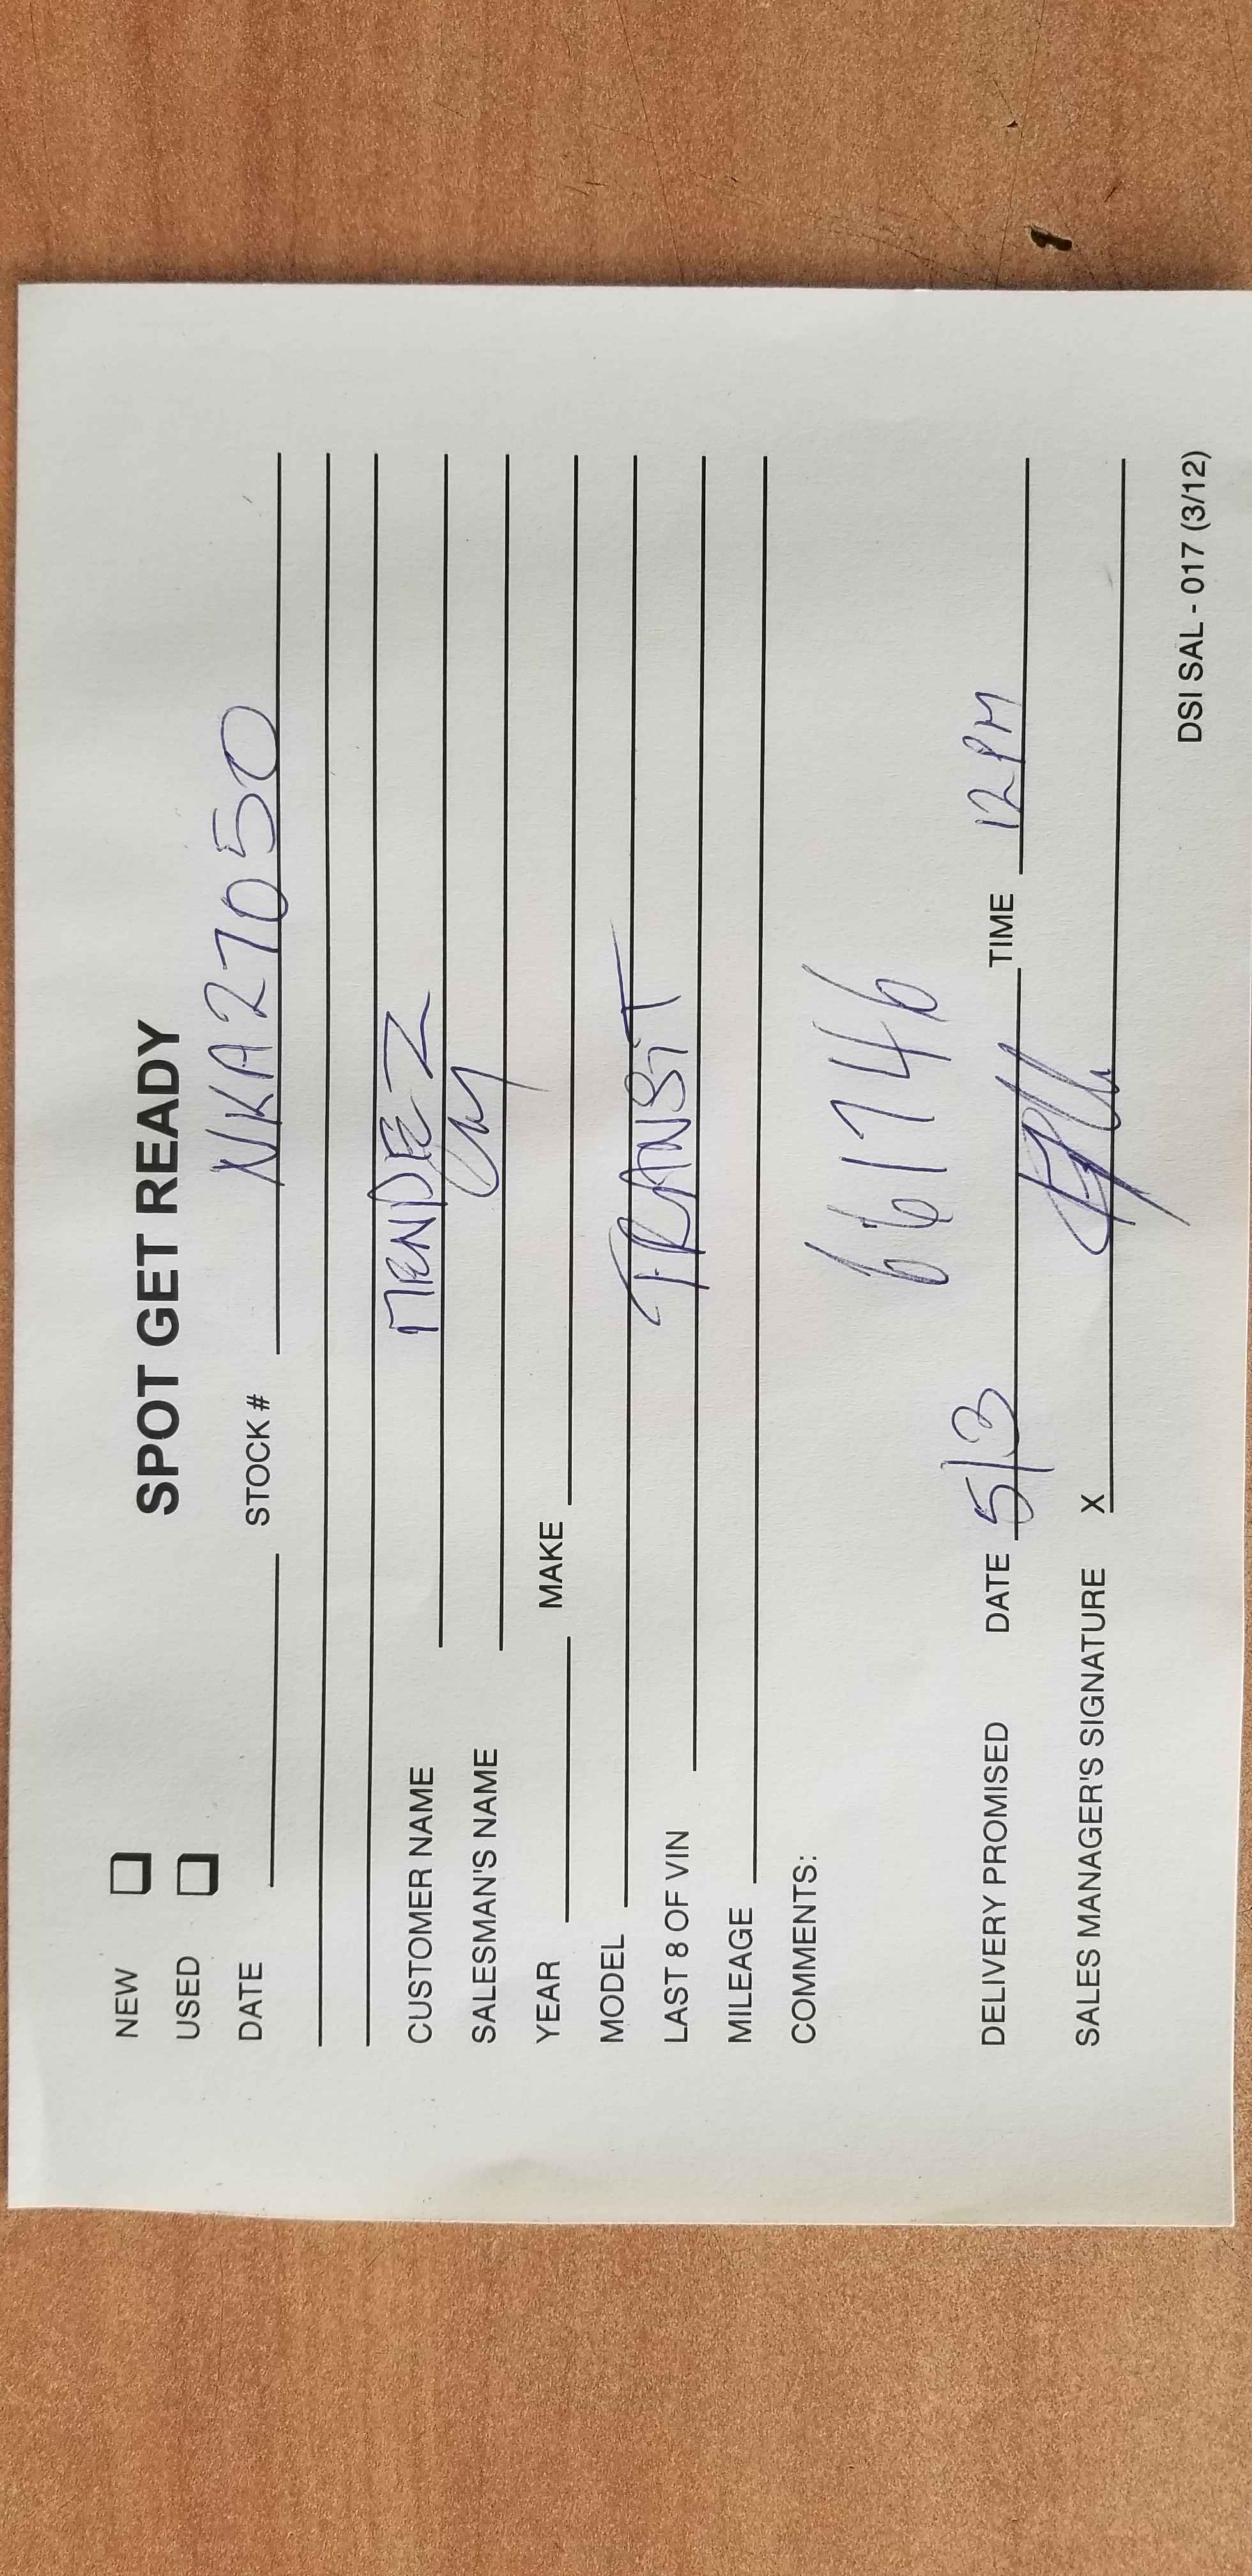 SPOT GET READY
NEW
USED
DATE STOCK # NKA27050
CUSTOMER NAME MENDEZ
SALESMAN'S NAME
YEAR MAKE
MODEL
LAST 8 OF VIN TRANSIT
MILEAGE
COMMENTS:
661746
DELIVERY PROMISED DATE 5/3 TIME 12PM
SALES MANAGER'S SIGNATURE X
DSI SAL - 017 (3/12)